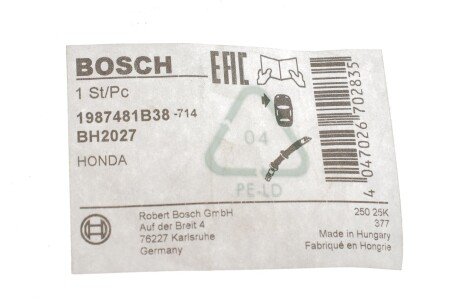 BOSCH
EAC
1 St/Pc
1987481B38 -714
BH2027
HONDA
04
PE-LD
4 047026 702835
BOSCH
Robert Bosch GmbH
Auf der Breit 4
76227 Karlsruhe
Germany
250 25K
377
Made in Hungary
Fabriqué en Hongrie